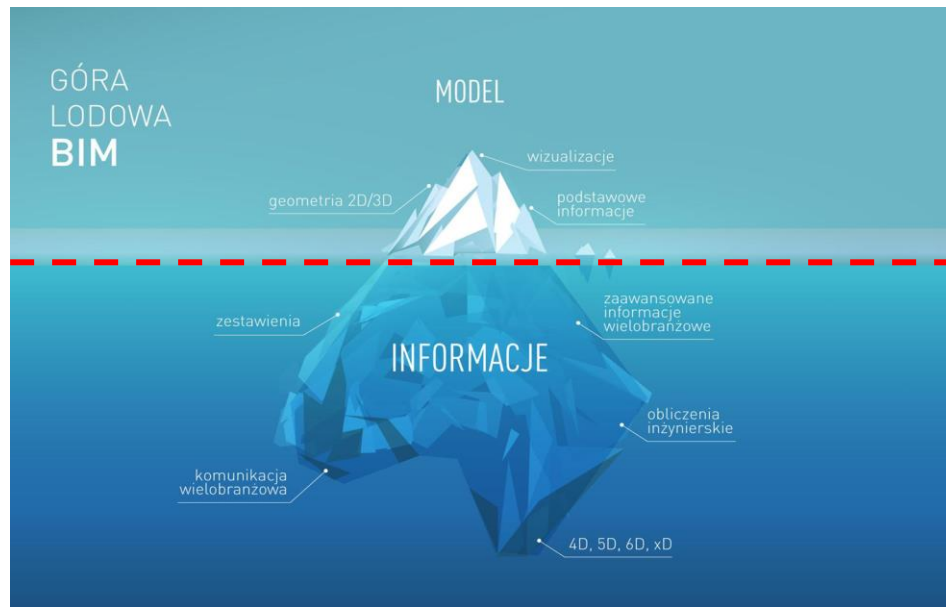 GÓRA
LODOWA
BIM
MODEL
wizualizacje
geometria 2D/3D
podstawowe
informacje
zestawienia
zaawansowane
informacje
wielobranżowe
INFORMACJE
obliczenia
inżynierskie
komunikacja
wielobranżowa
4D, 5D, 6D, xD